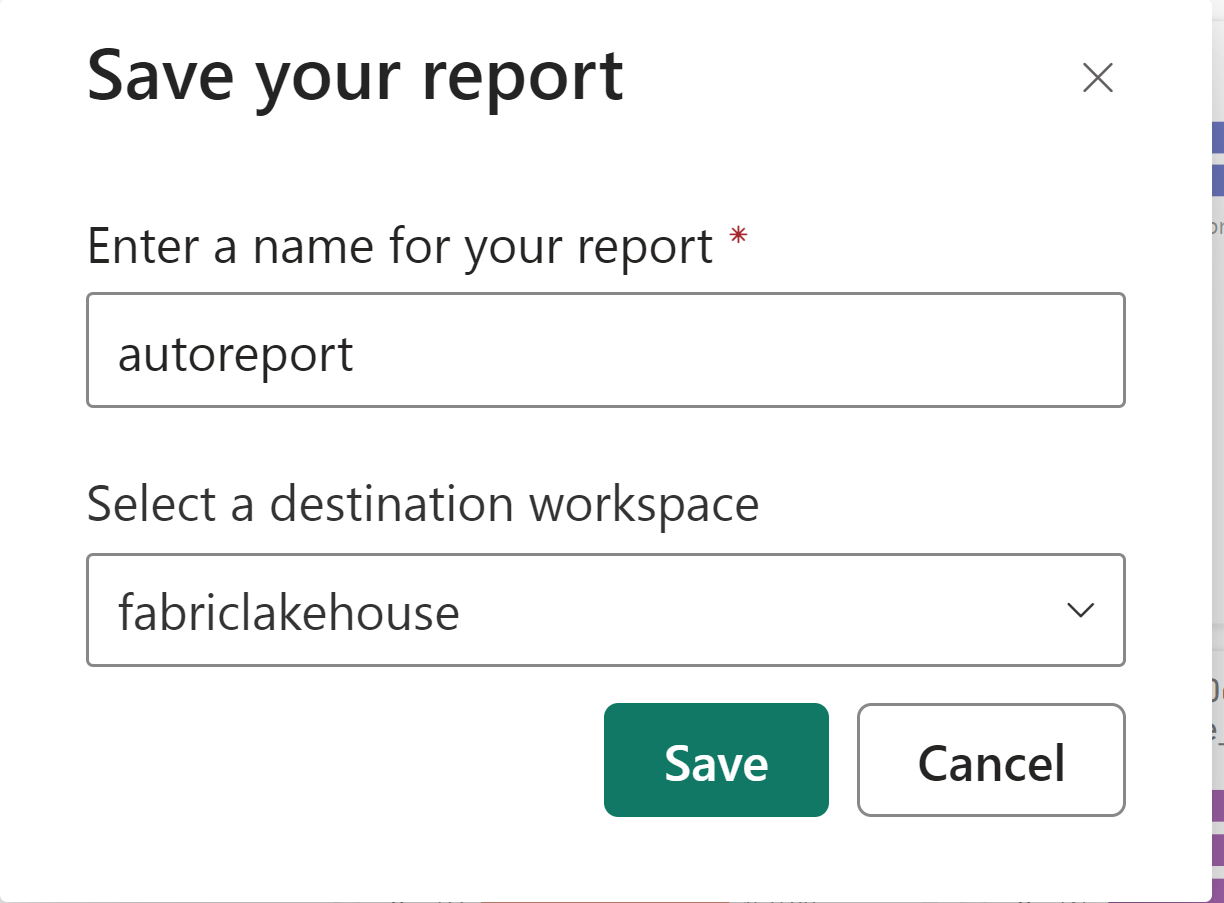 Save your report
Enter a name for your report *
autoreport
Select a destination workspace
fabriclakehouse
Save
Cancel